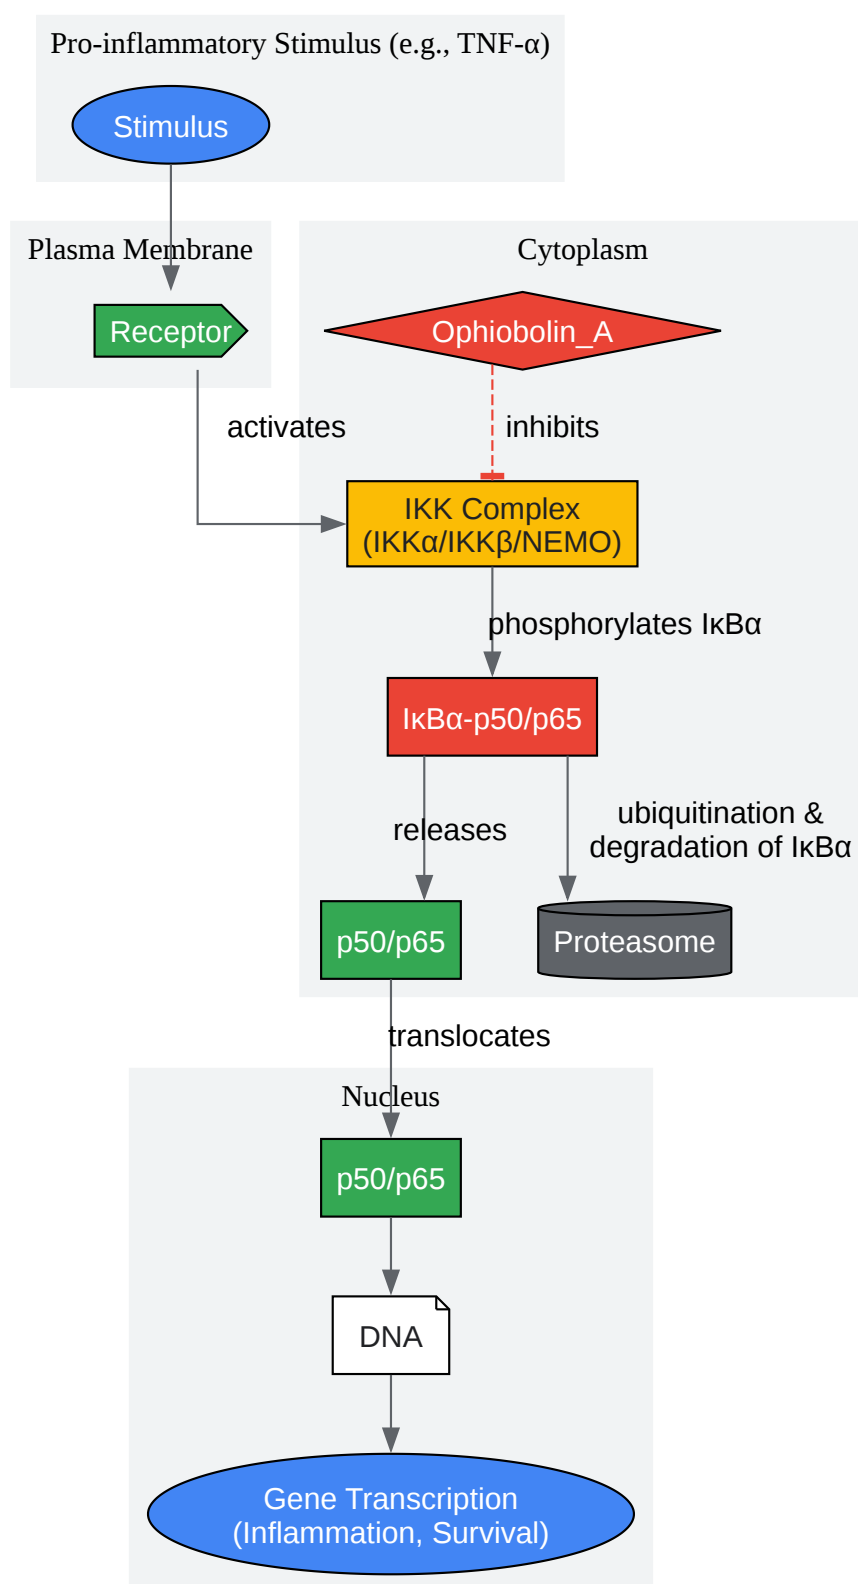 Pro-inflammatory Stimulus (e.g., TNF-α)
Stimulus
Plasma Membrane
Receptor
Cytoplasm
Ophiobolin_A
activates
inhibits
IKK Complex
(IKKα/IKKβ/NEMO)
phosphorylates IκBα
IκBα-p50/p65
releases
ubiquitination &
degradation of IκBα
p50/p65
Proteasome
translocates
Nucleus
p50/p65
DNA
Gene Transcription
(Inflammation, Survival)